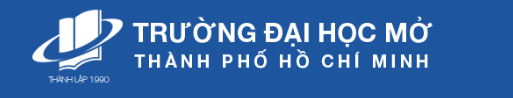 TRƯỜNG ĐẠI HỌC MỞ
THÀNH PHỐ HỒ CHÍ MINH
THÀNH LẬP 1990